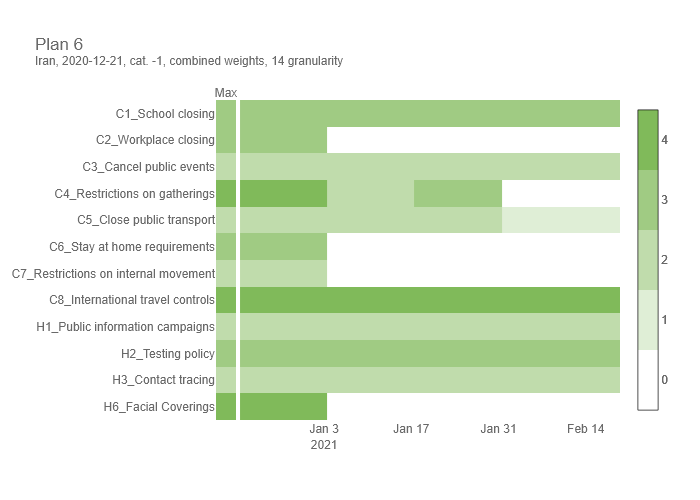 Plan 6
Iran, 2020-12-21, cat. -1, combined weights, 14 granularity
Max
C1_School closing
C2_Workplace closing
C3_Cancel public events
C4_Restrictions on gatherings
C5_Close public transport
C6_Stay at home requirements
C7_Restrictions on internal movement
C8_International travel controls
H1_Public information campaigns
H2_Testing policy
H3_Contact tracing
H6_Facial Coverings
Jan 3
2021
Jan 17
Jan 31
Feb 14
4
3
2
1
0